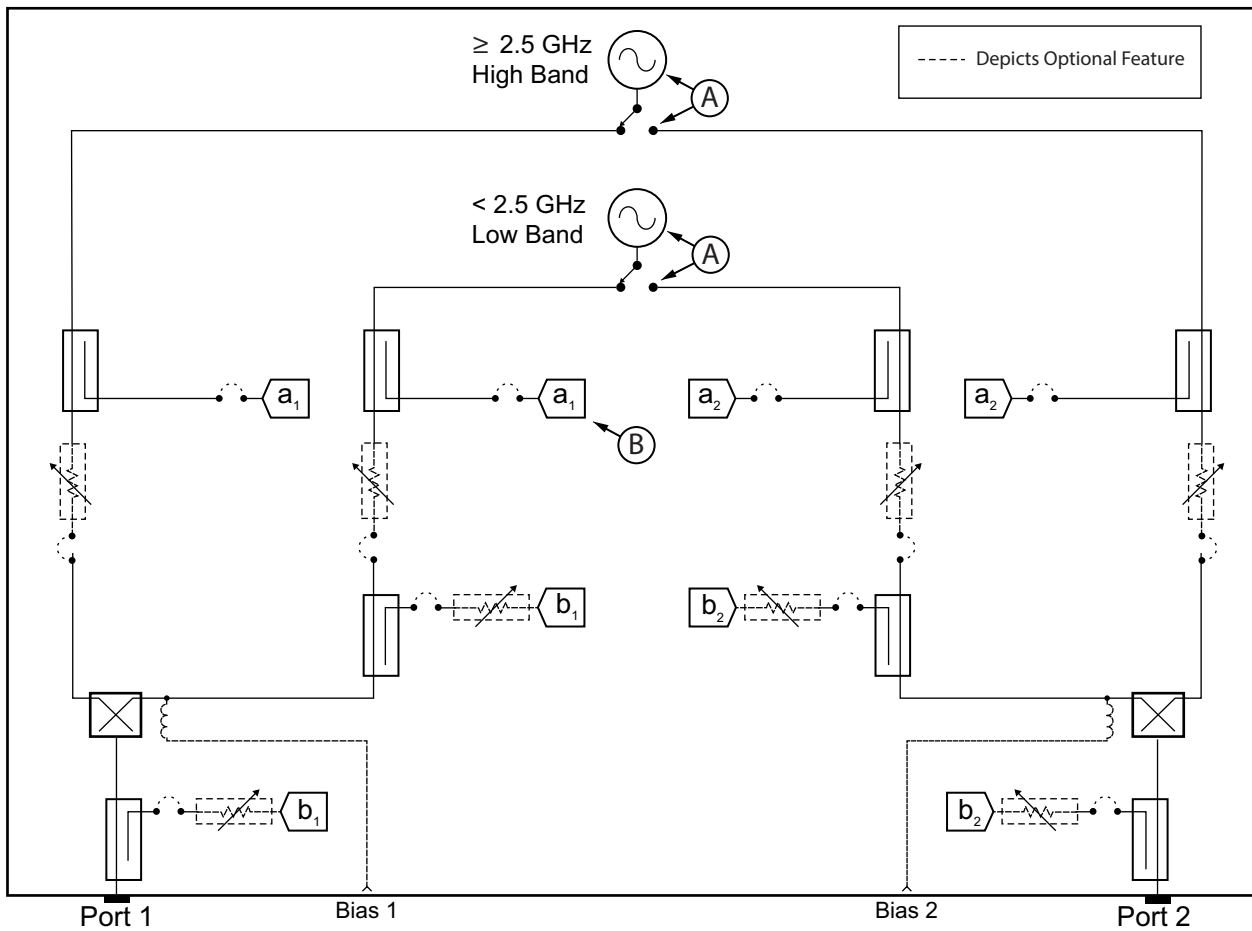 ≥ 2.5 GHz
High Band
A
Depicts Optional Feature
< 2.5 GHz
Low Band
A
a₁
a₁
a₂
a₂
B
b₁
b₂
b₁
b₂
Port 1
Bias 1
Bias 2
Port 2